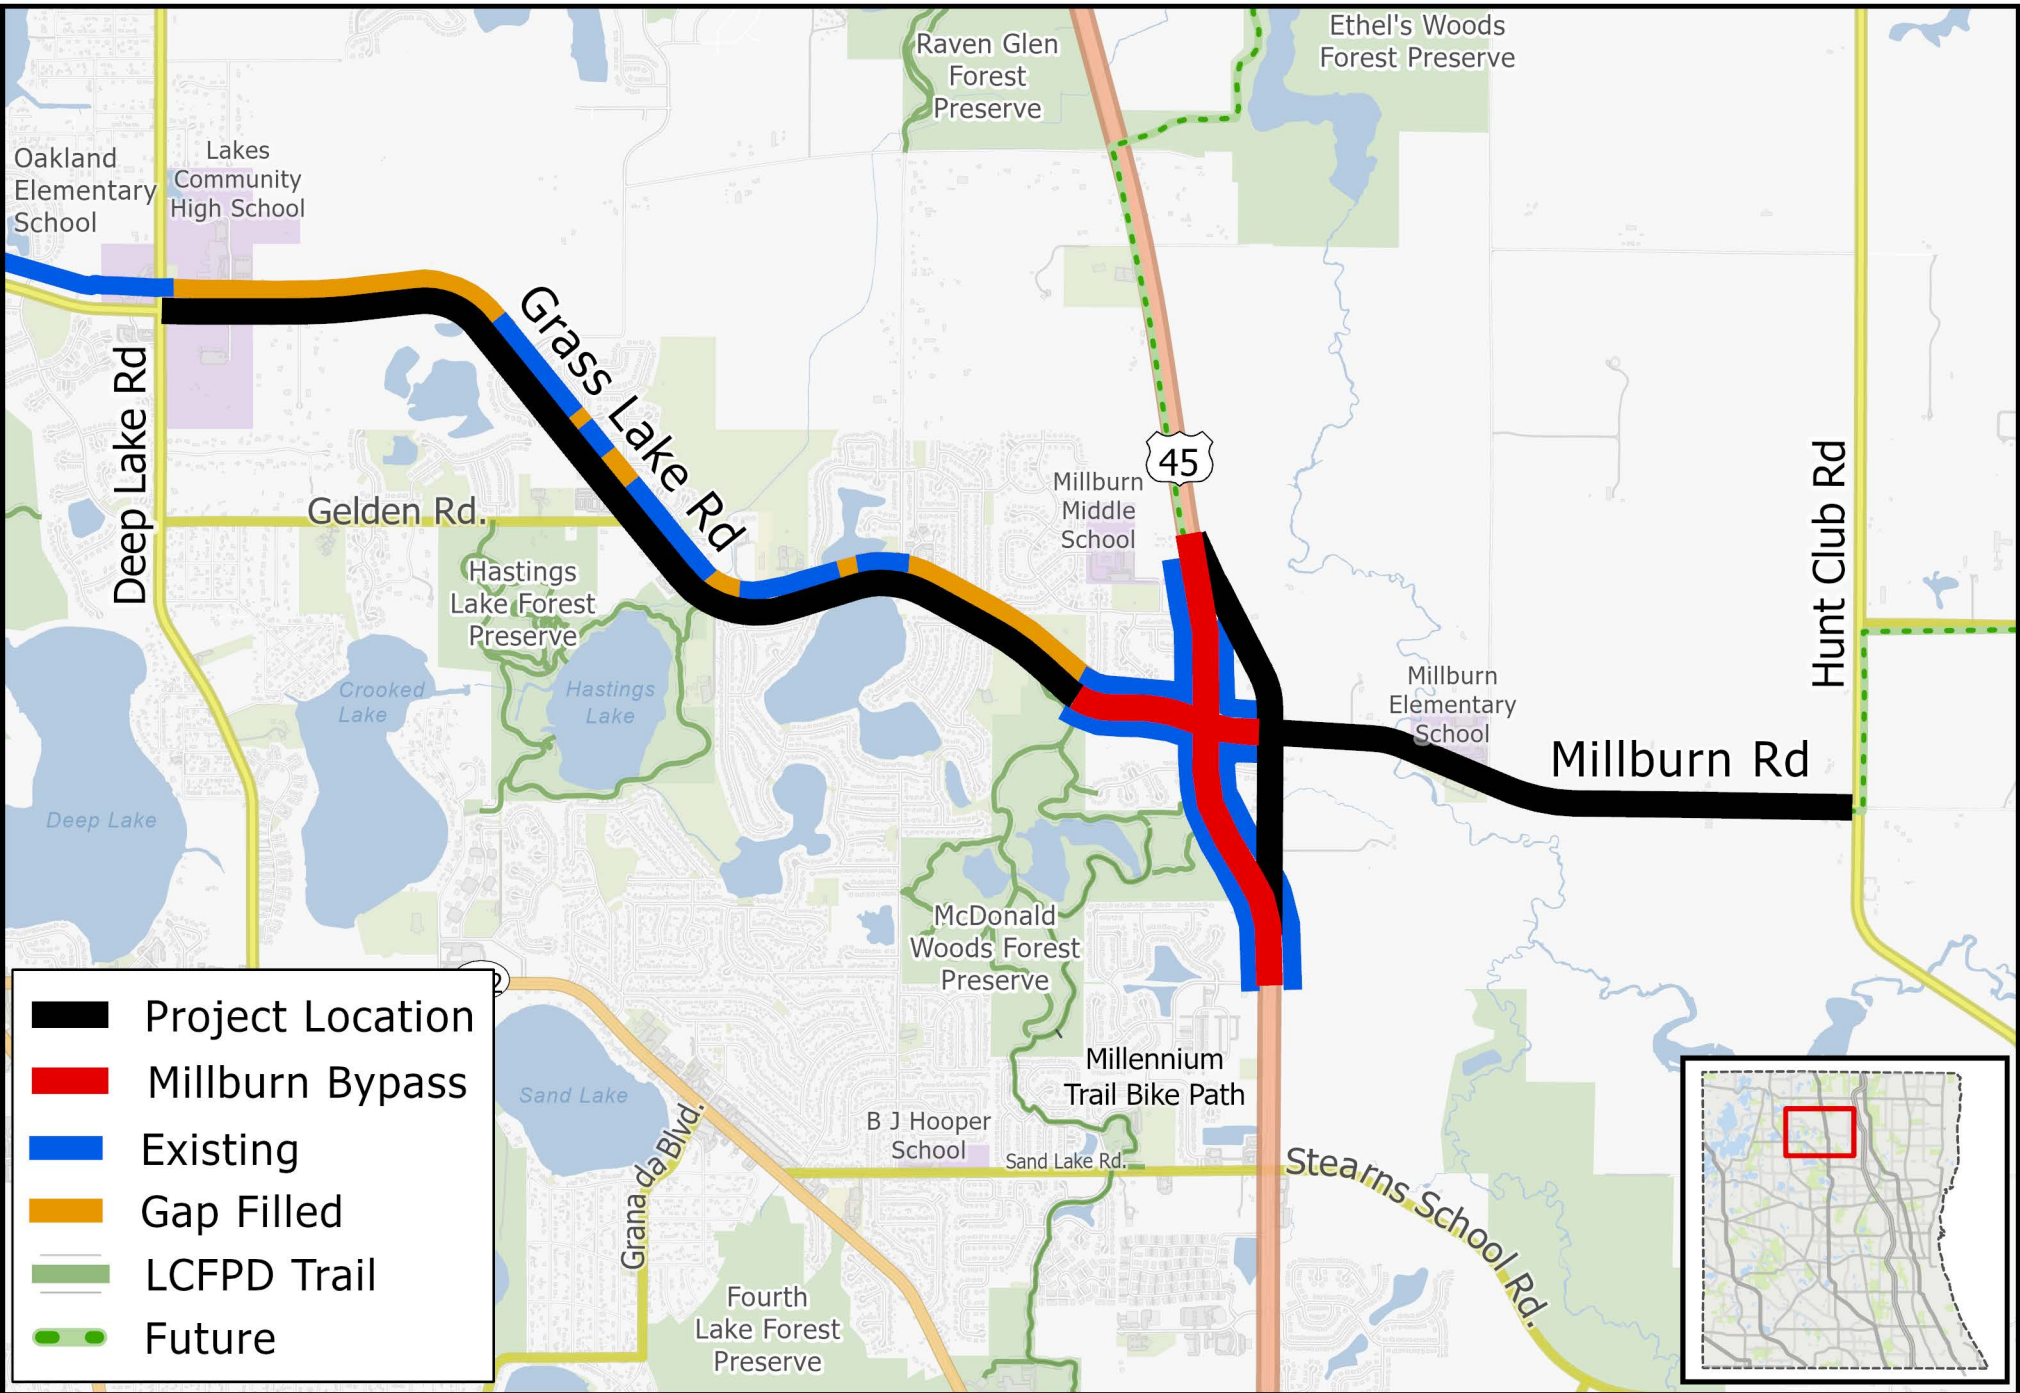 Raven Glen
Forest
Preserve
Ethel's Woods
Forest Preserve
Oakland
Elementary
School
Lakes
Community
High School
Grass Lake Rd
Deep Lake Rd
Gelden Rd.
45
Millburn
Middle
School
Hunt Club Rd
Hastings
Lake Forest
Preserve
Crooked
Lake
Hastings
Lake
Millburn
Elementary
School
Millburn Rd
Deep Lake
McDonald
Woods Forest
Preserve
2
Millennium
Trail Bike Path
Sand Lake
B J Hooper
School
Sand Lake Rd.
Stearns School Rd.
Grana da Blvd.
Fourth
Lake Forest
Preserve
Project Location
Millburn Bypass
Existing
Gap Filled
LCFPD Trail
Future